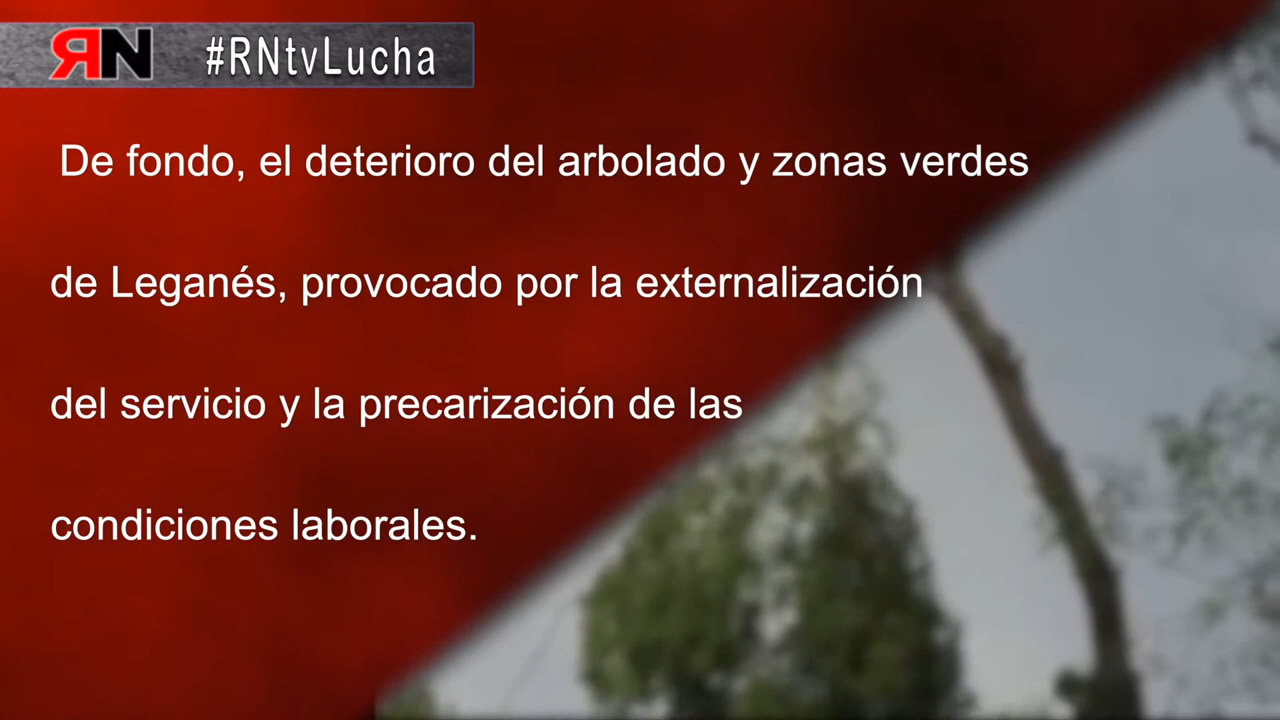 RN #RNtvLucha
De fondo, el deterioro del arbolado y zonas verdes
de Leganés, provocado por la externalización
del servicio y la precarización de las
condiciones laborales.